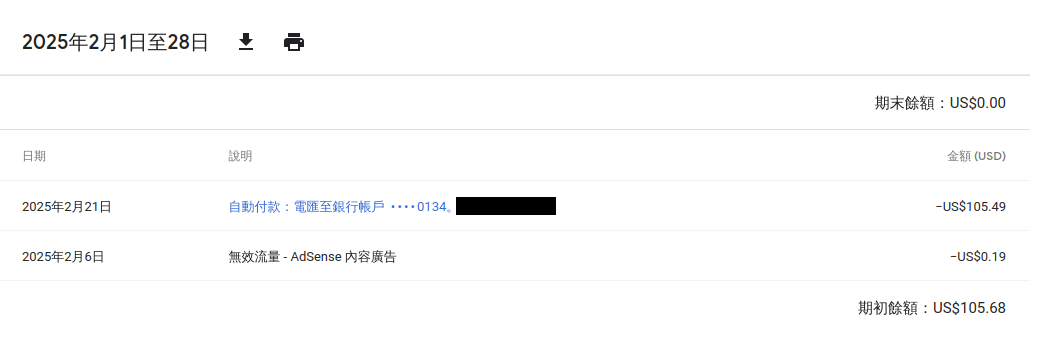 2025年2月1日至28日
期末餘額：US$0.00
日期 說明 金額 (USD)
2025年2月21日 自動付款：電匯至銀行帳戶 ••••0134。 −US$105.49
2025年2月6日 無效流量 - AdSense 內容廣告 −US$0.19
期初餘額：US$105.68